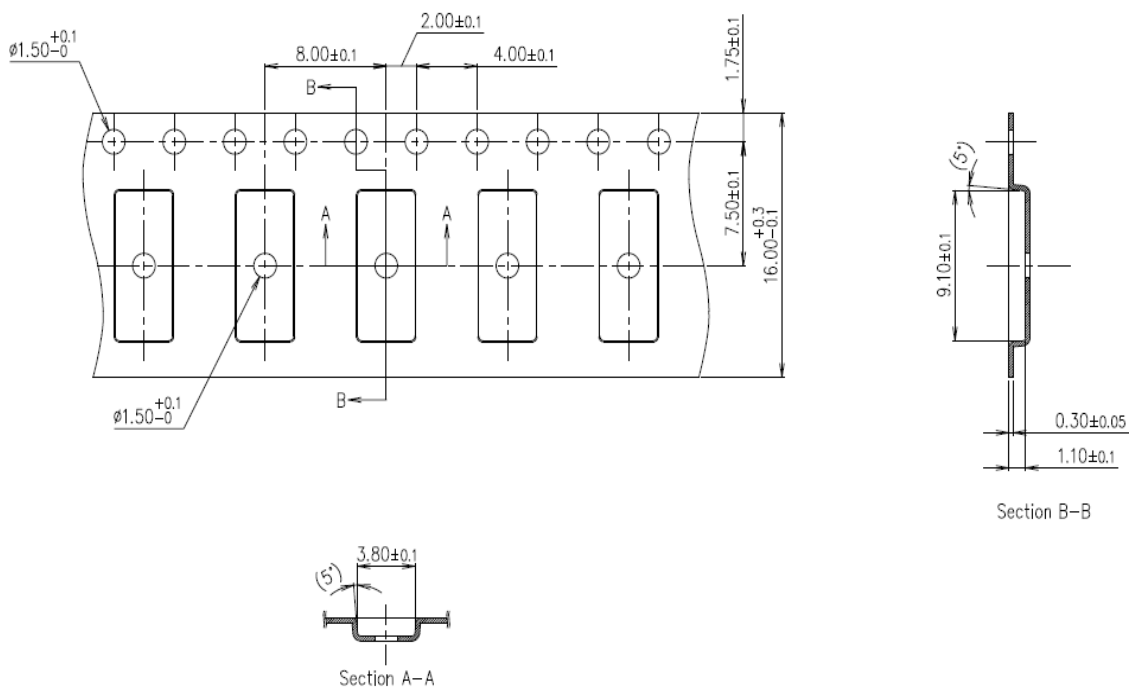 2.00±0.1
+0.1
ø1.50-0
8.00±0.1
4.00±0.1
1.75±0.1
B
A
A
7.50±0.1
+0.3
16.00-0.1
(5°)
9.10±0.1
B
+0.1
ø1.50-0
0.30±0.05
1.10±0.1
Section B-B
3.80±0.1
(5°)
Section A-A